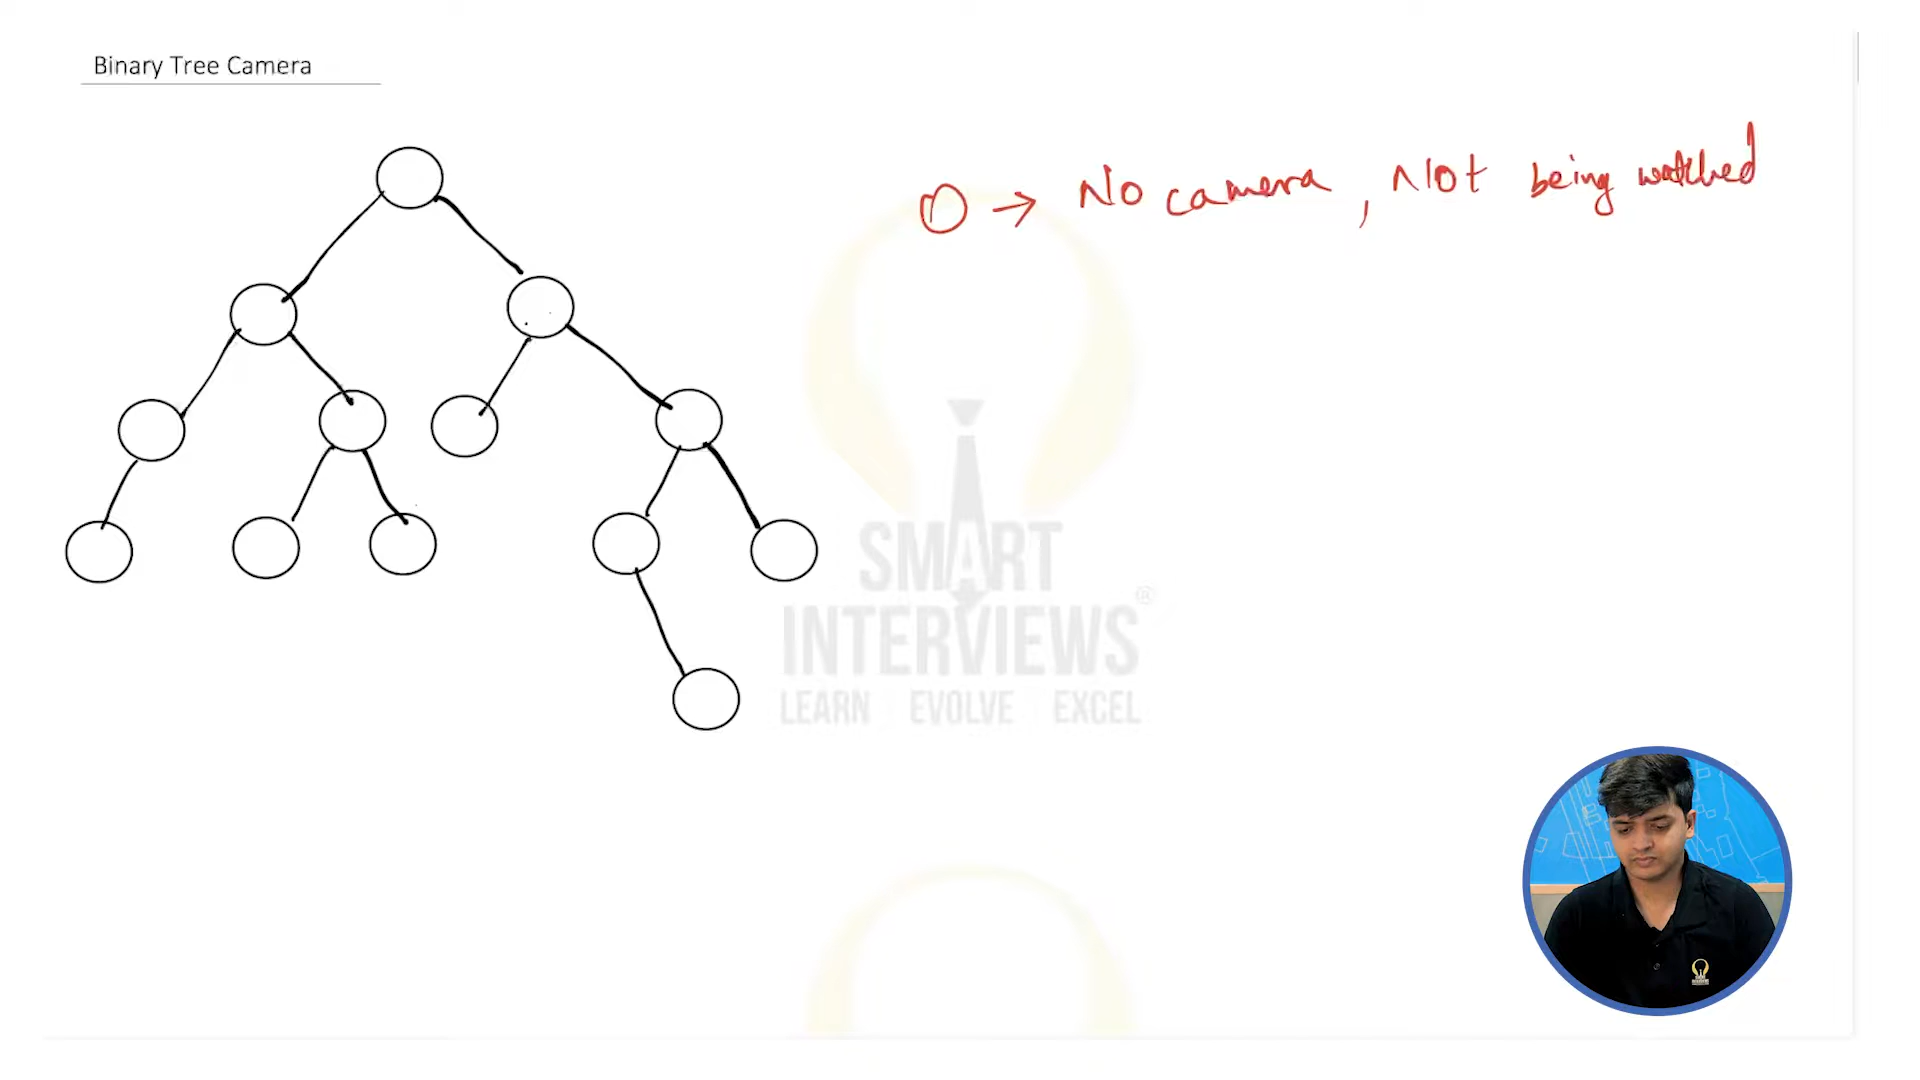 Binary Tree Camera
0 → No camera, Not being watched
SMART
INTERVIEWS®
LEARN | EVOLVE | EXCEL